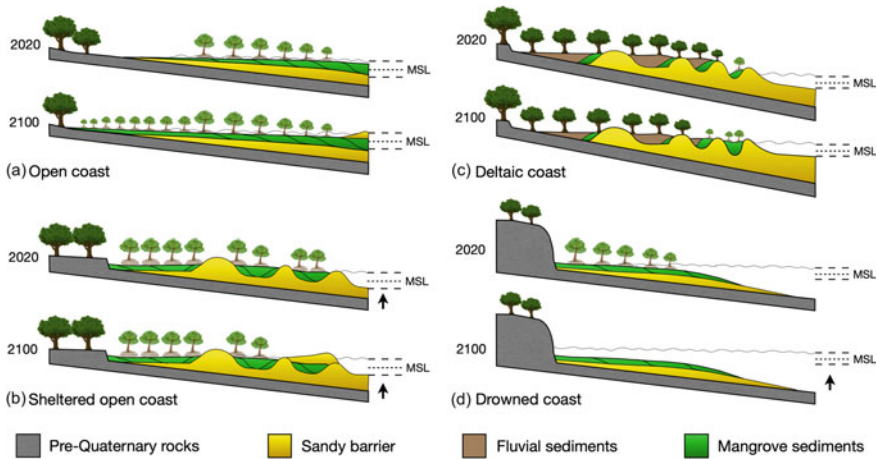 2020
MSL
2100
MSL
(a) Open coast
2020
MSL
2100
MSL
(b) Sheltered open coast
2020
MSL
2100
MSL
(c) Deltaic coast
2020
MSL
2100
MSL
(d) Drowned coast
Pre-Quaternary rocks
Sandy barrier
Fluvial sediments
Mangrove sediments